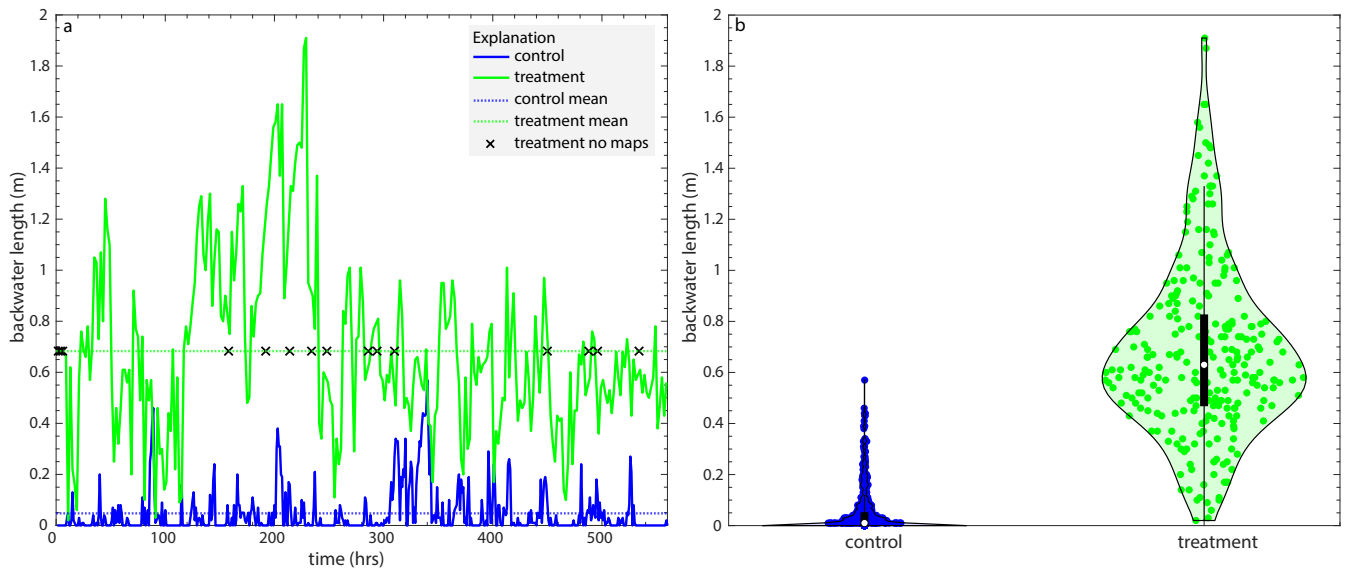 a
2
1.8
1.6
1.4
1.2
1
0.8
0.6
0.4
0.2
0
backwater length (m)
0 100 200 300 400 500
time (hrs)
Explanation
control
treatment
control mean
treatment mean
treatment no maps
b
2
1.8
1.6
1.4
1.2
1
0.8
0.6
0.4
0.2
0
backwater length (m)
control treatment